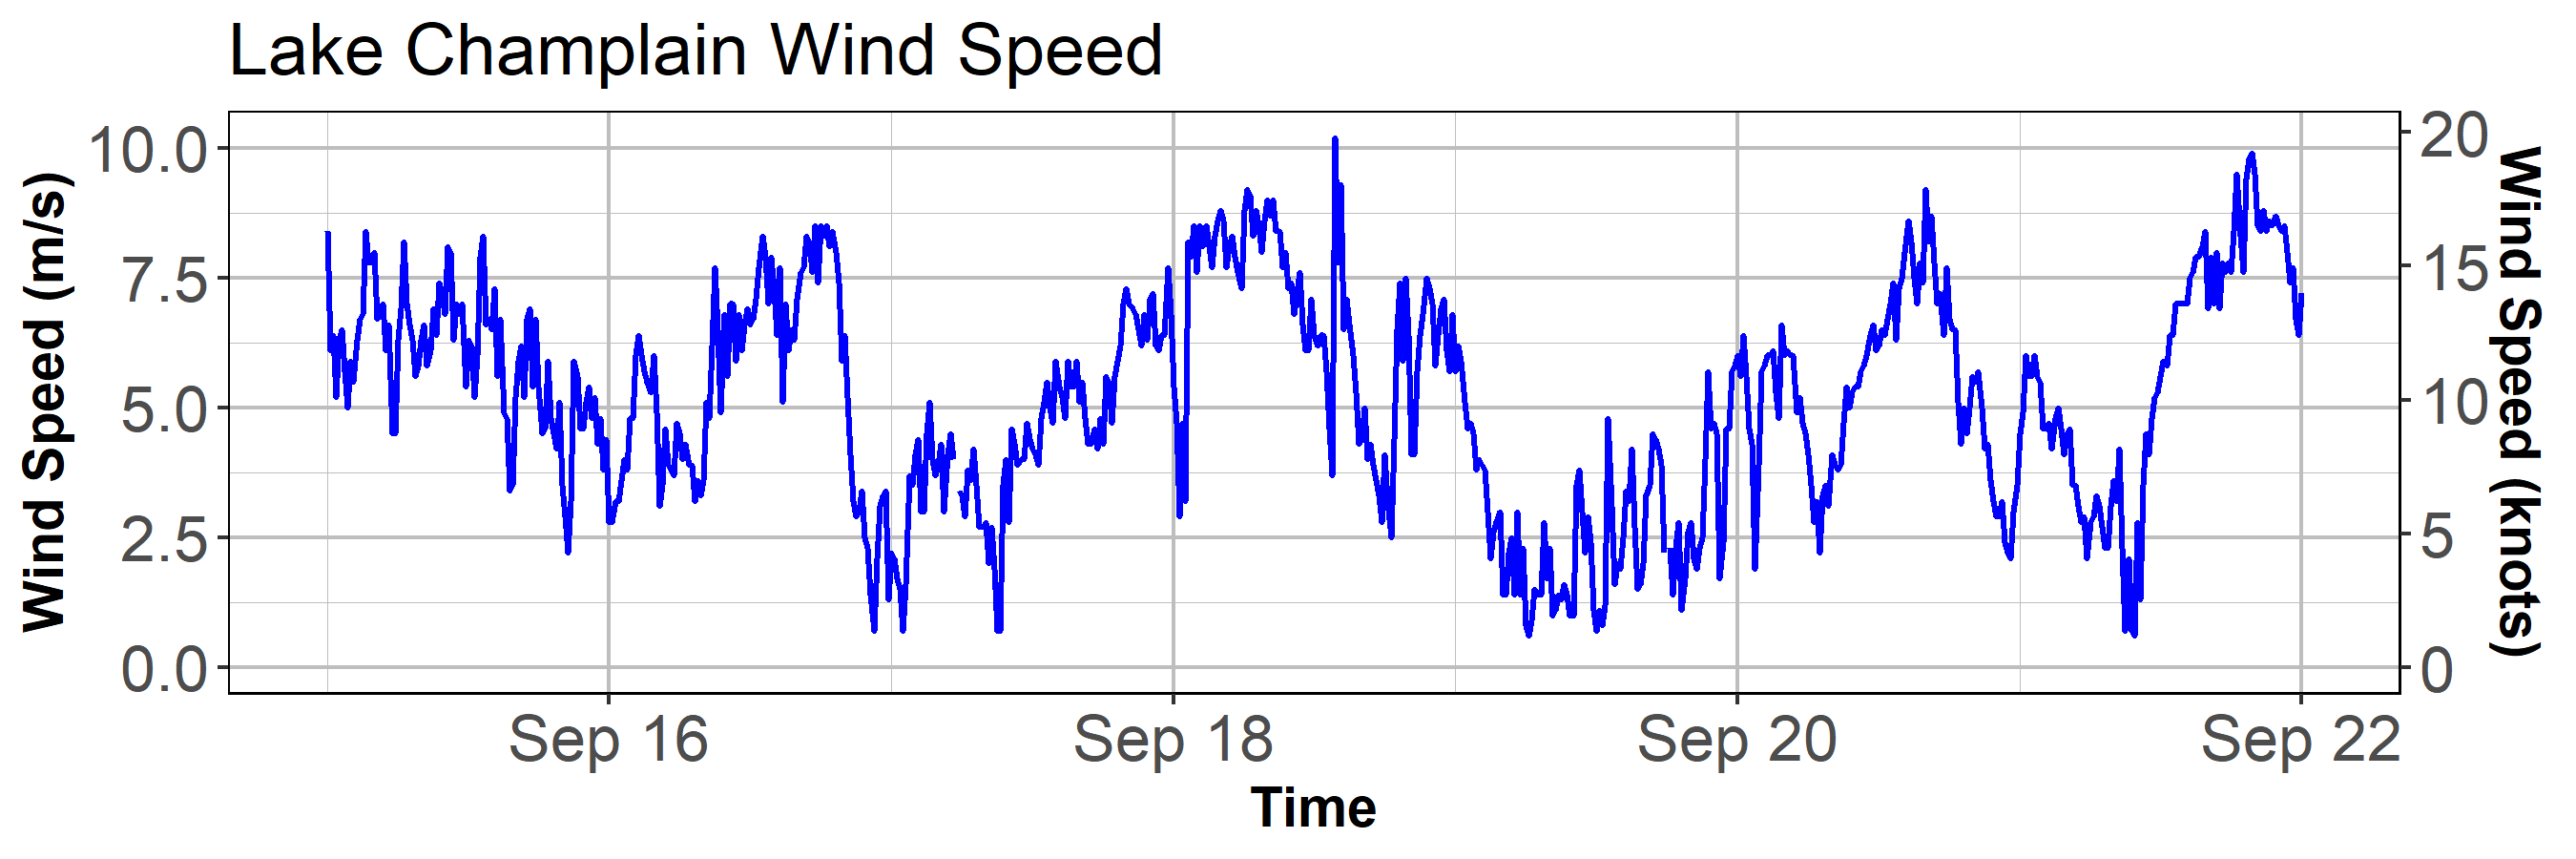 Lake Champlain Wind Speed
Wind Speed (m/s)
10.0
7.5
5.0
2.5
0.0
20
15
10
5
0
Wind Speed (knots)
Sep 16
Sep 18
Sep 20
Sep 22
Time